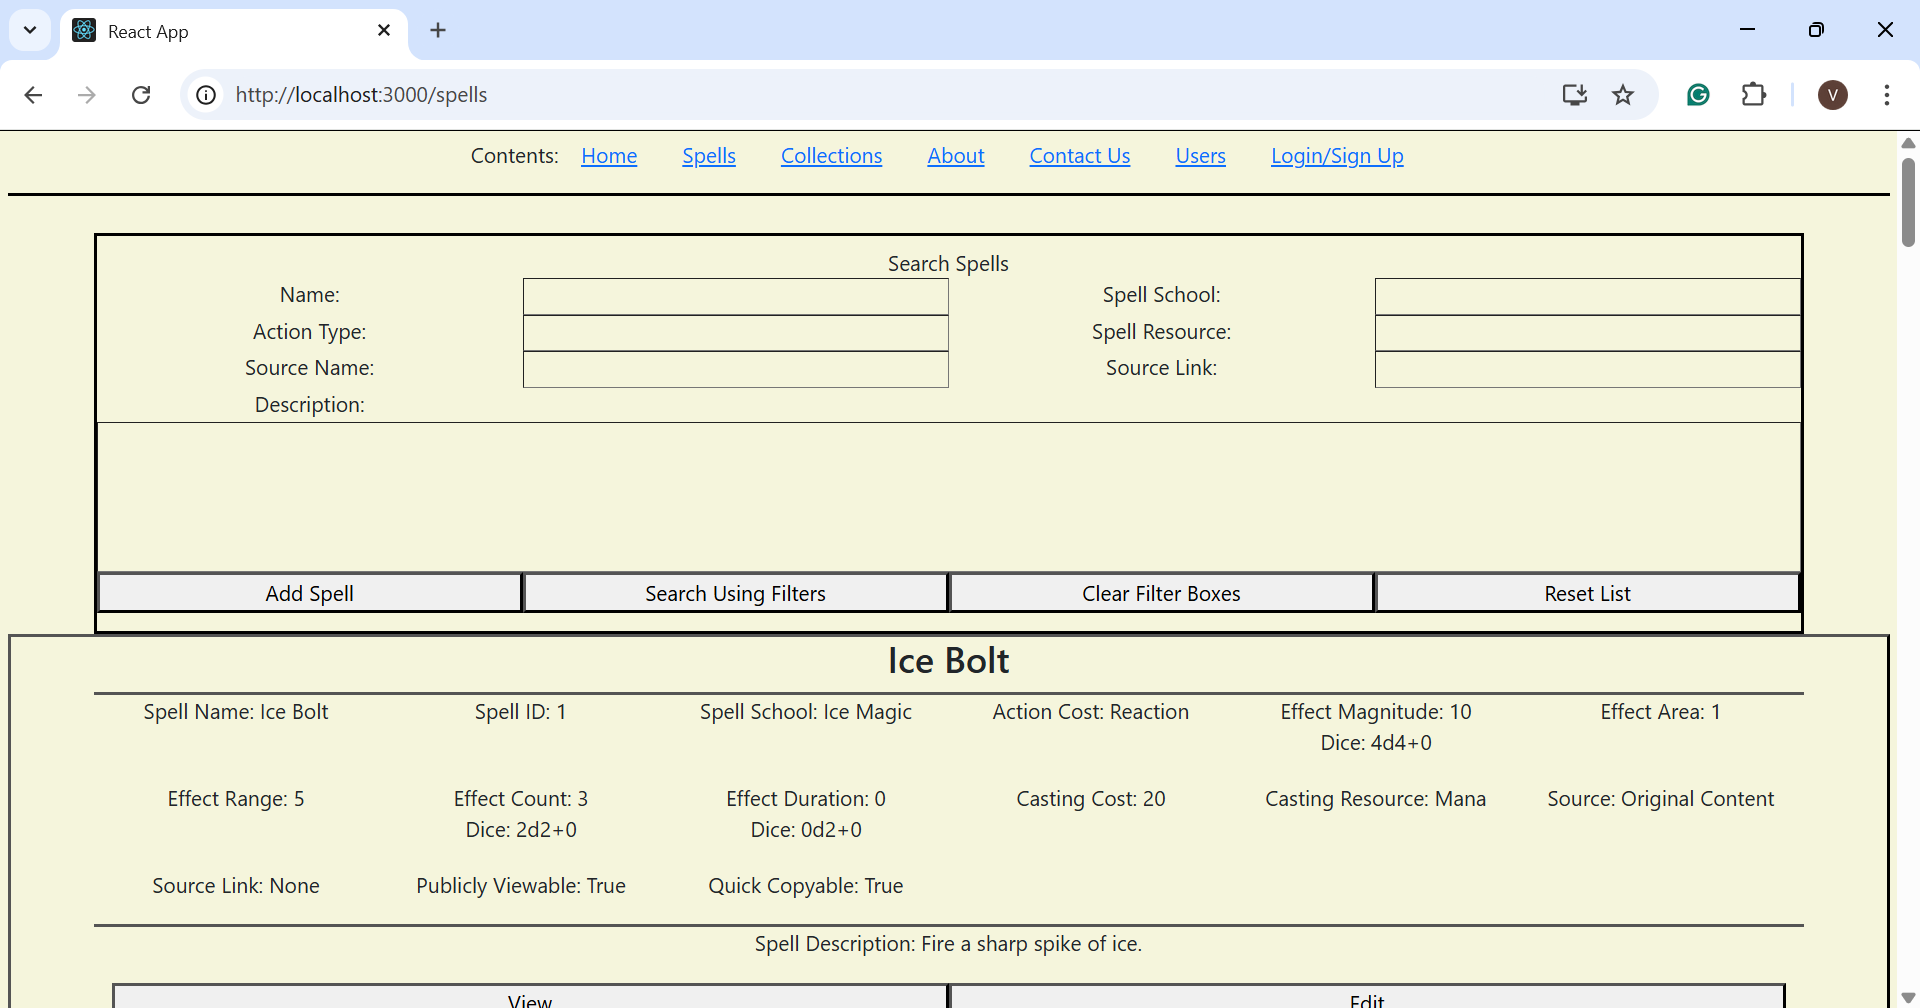 React App
http://localhost:3000/spells
V
Contents: Home Spells Collections About Contact Us Users Login/Sign Up
Search Spells
Name: Spell School:
Action Type: Spell Resource:
Source Name: Source Link:
Description:
Add Spell Search Using Filters Clear Filter Boxes Reset List
Ice Bolt
Spell Name: Ice Bolt Spell ID: 1 Spell School: Ice Magic Action Cost: Reaction Effect Magnitude: 10 Effect Area: 1
Dice: 4d4+0
Effect Range: 5 Effect Count: 3 Effect Duration: 0 Casting Cost: 20 Casting Resource: Mana Source: Original Content
Dice: 2d2+0 Dice: 0d2+0
Source Link: None Publicly Viewable: True Quick Copyable: True
Spell Description: Fire a sharp spike of ice.
View Edit